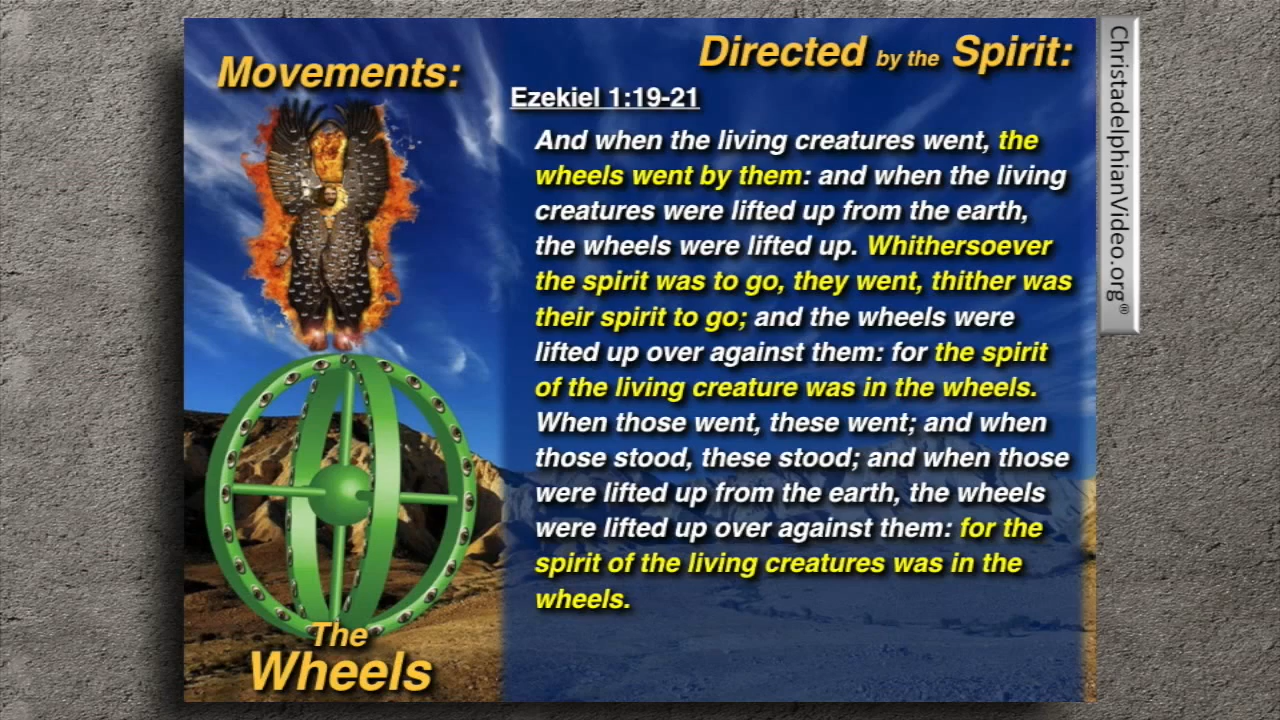 Movements:
The
Wheels
Directed by the Spirit:
Ezekiel 1:19-21
And when the living creatures went, the
wheels went by them: and when the living
creatures were lifted up from the earth,
the wheels were lifted up. Whithersoever
the spirit was to go, they went, thither was
their spirit to go; and the wheels were
lifted up over against them: for the spirit
of the living creature was in the wheels.
When those went, these went; and when
those stood, these stood; and when those
were lifted up from the earth, the wheels
were lifted up over against them: for the
spirit of the living creatures was in the
wheels.
ChristadelphianVideo.org®